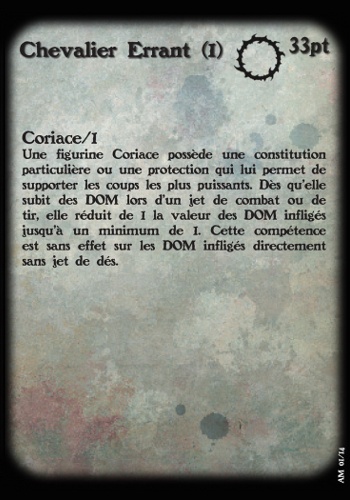 Chevalier Errant (1) 33pt
Coriace/1
Une figurine Coriace possède une constitution
particulière ou une protection qui lui permet de
supporter les coups les plus puissants. Dès qu'elle
subit des DOM lors d'un jet de combat ou de
tir, elle réduit de 1 la valeur des DOM infligés
jusqu'à un minimum de 1. Cette compétence
est sans effet sur les DOM infligés directement
sans jet de dés.
AM 01/14